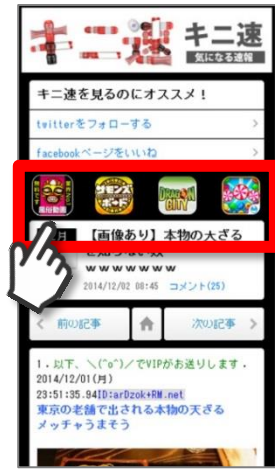 キニ速
キニ速
気になる速報
キニ速を見るのにオススメ！
twitterをフォローする
facebookページをいいね
サモンズ
ボード
DRAGON
CITY
月
【画像あり】本物の天ざる
ｗｗｗｗｗｗｗ
2014/12/02 00:45 コメント(25)
前の記事
次の記事
1．以下、＼(^o^)／でVIPがお送りします．
2014/12/01(月)
23:51:35.94ID:arDzok+RM.net
東京の老舗で出される本物の天ざる
メッチャうまそう